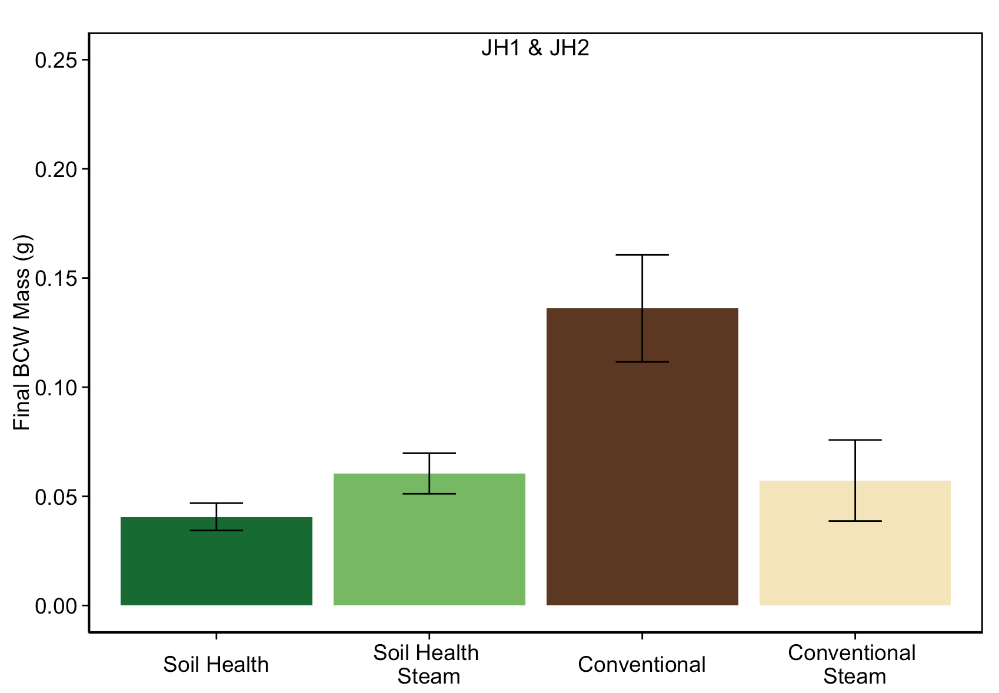 JH1 & JH2
0.25
0.20
0.15
0.10
0.05
0.00
Final BCW Mass (g)
Soil Health
Soil Health
Steam
Conventional
Conventional
Steam